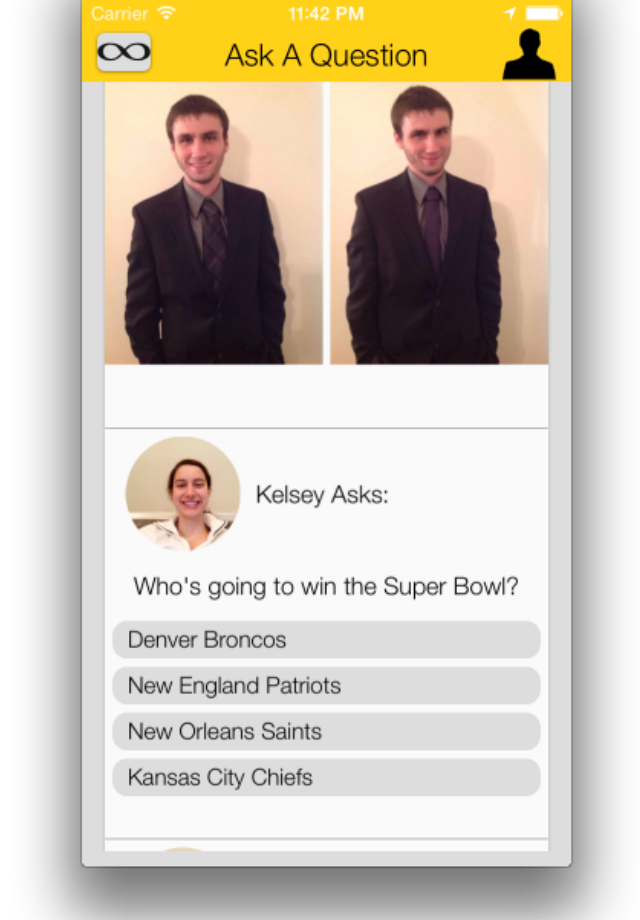 Carrier 11:42 PM
Ask A Question
Kelsey Asks:
Who's going to win the Super Bowl?
Denver Broncos
New England Patriots
New Orleans Saints
Kansas City Chiefs